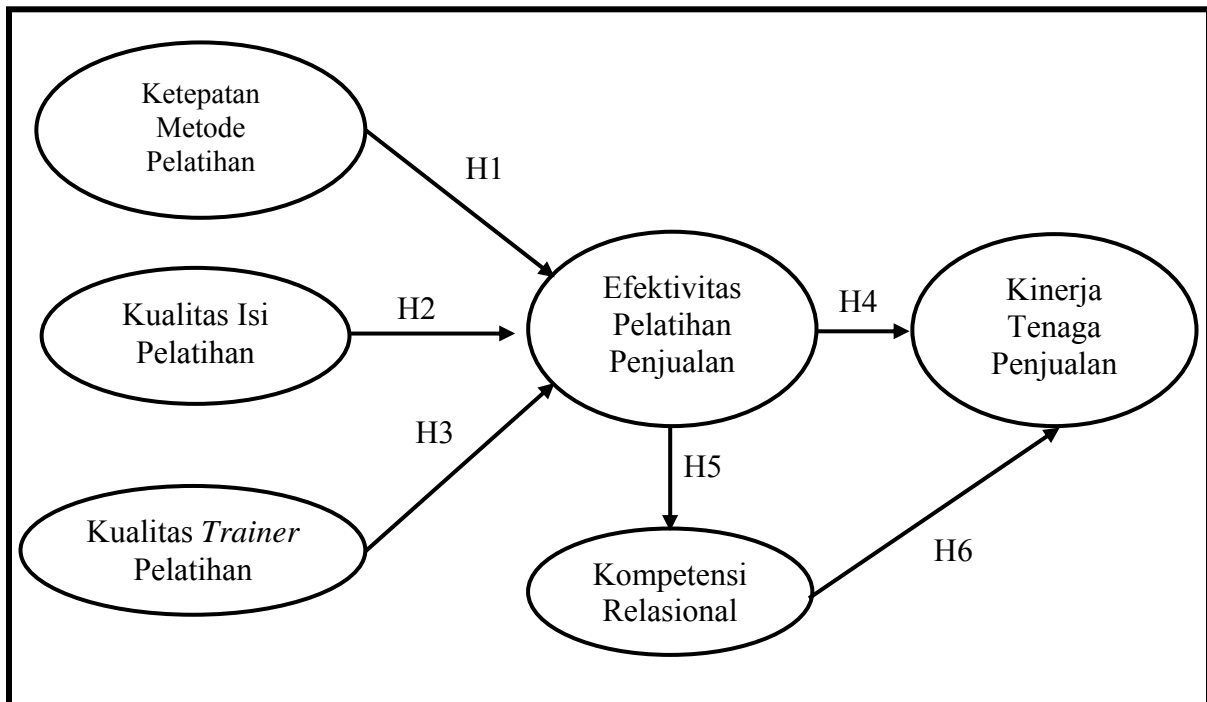 Ketepatan
Metode
Pelatihan
H1
Kualitas Isi
Pelatihan
H2
Kualitas Trainer
Pelatihan
H3
Efektivitas
Pelatihan
Penjualan
H4
Kinerja
Tenaga
Penjualan
H5
Kompetensi
Relasional
H6